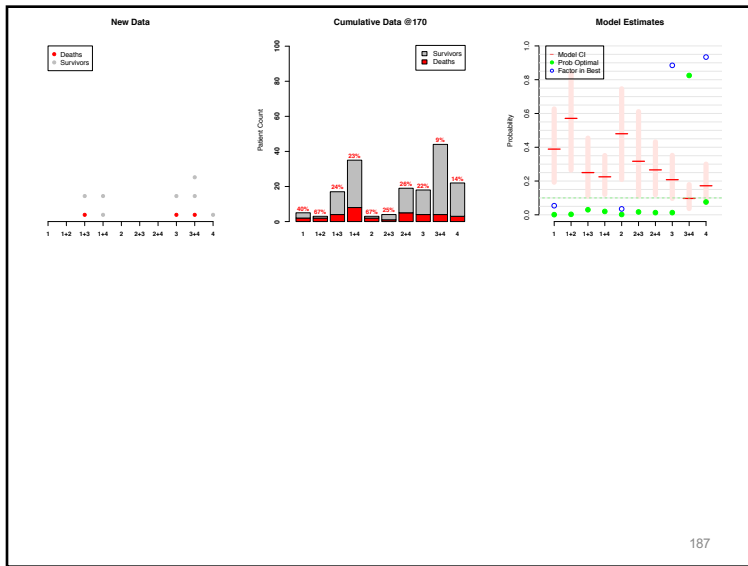 New Data
Deaths
Survivors
1 1+2 1+3 1+4 2 2+3 2+4 3 3+4 4
Cumulative Data @170
Patient Count
100
80
60
40
20
0
Survivors
Deaths
40% 67% 24% 23% 67% 25% 26% 22% 9% 14%
1 1+2 1+3 1+4 2 2+3 2+4 3 3+4 4
Model Estimates
Probability
1.0
0.8
0.6
0.4
0.2
0.0
Model CI
Prob Optimal
Factor in Best
1 1+2 1+3 1+4 2 2+3 2+4 3 3+4 4
187